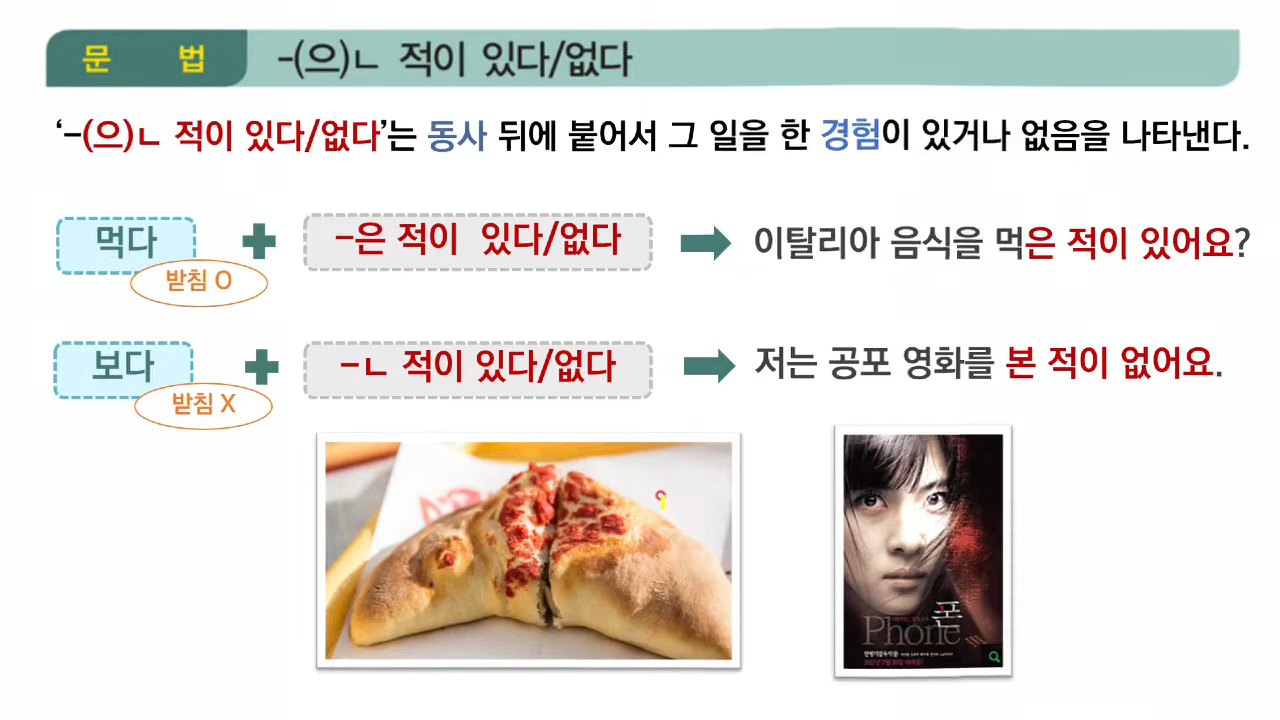 문 법 -(으)ㄴ 적이 있다/없다
‘-(으)ㄴ 적이 있다/없다’는 동사 뒤에 붙어서 그 일을 한 경험이 있거나 없음을 나타낸다.
먹다 + -은 적이 있다/없다 → 이탈리아 음식을 먹은 적이 있어요?
받침 O
보다 + -ㄴ 적이 있다/없다 → 저는 공포 영화를 본 적이 없어요.
받침 X
폰
Phone